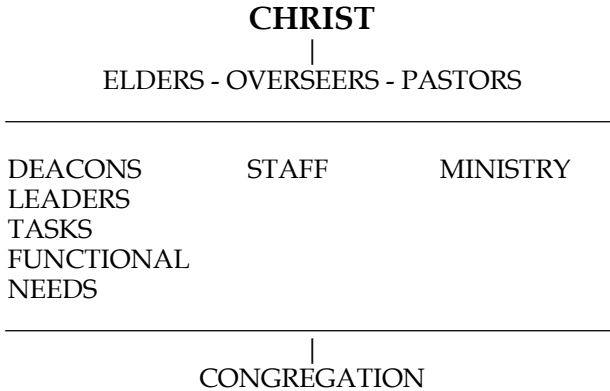 CHRIST
ELDERS - OVERSEERS - PASTORS
DEACONS STAFF MINISTRY
LEADERS
TASKS
FUNCTIONAL
NEEDS
CONGREGATION